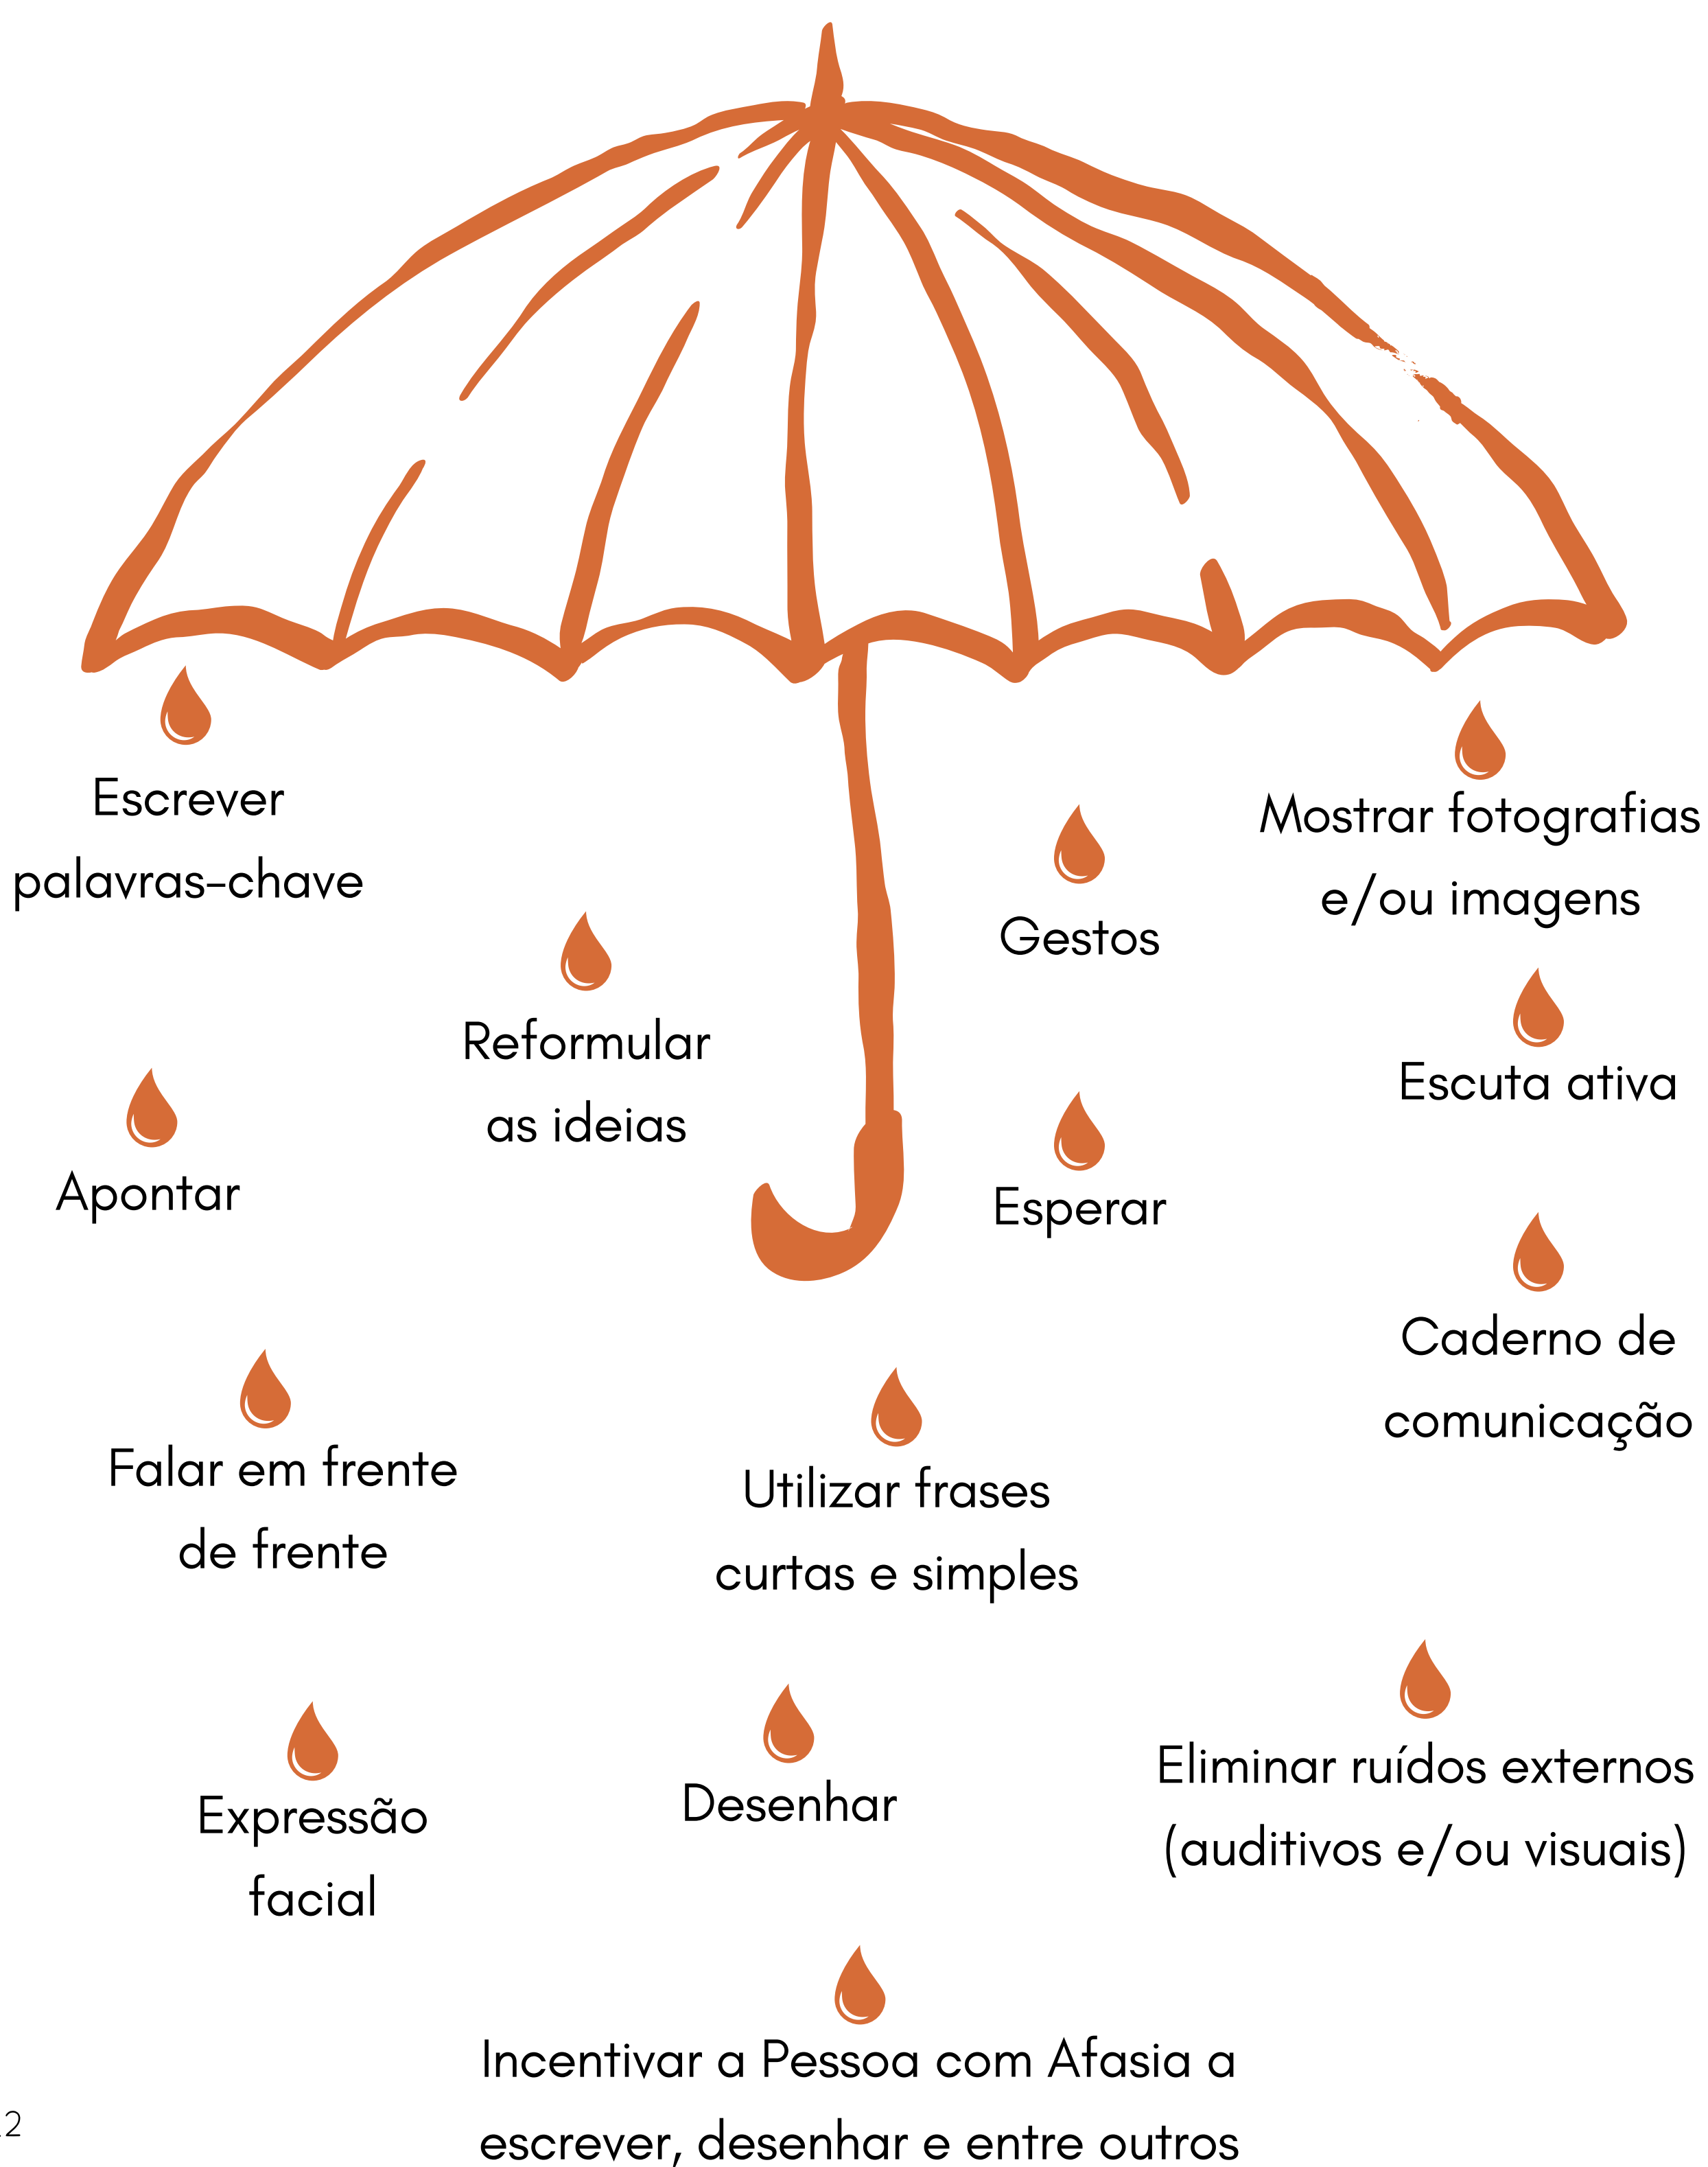 Escrever
palavras-chave
Mostrar fotografias
e/ou imagens
Gestos
Reformular
as ideias
Escuta ativa
Apontar
Esperar
Caderno de
comunicação
Falar em frente
de frente
Utilizar frases
curtas e simples
Expressão
facial
Desenhar
Eliminar ruídos externos
(auditivos e/ou visuais)
Incentivar a Pessoa com Afasia a
escrever, desenhar e entre outros
.2